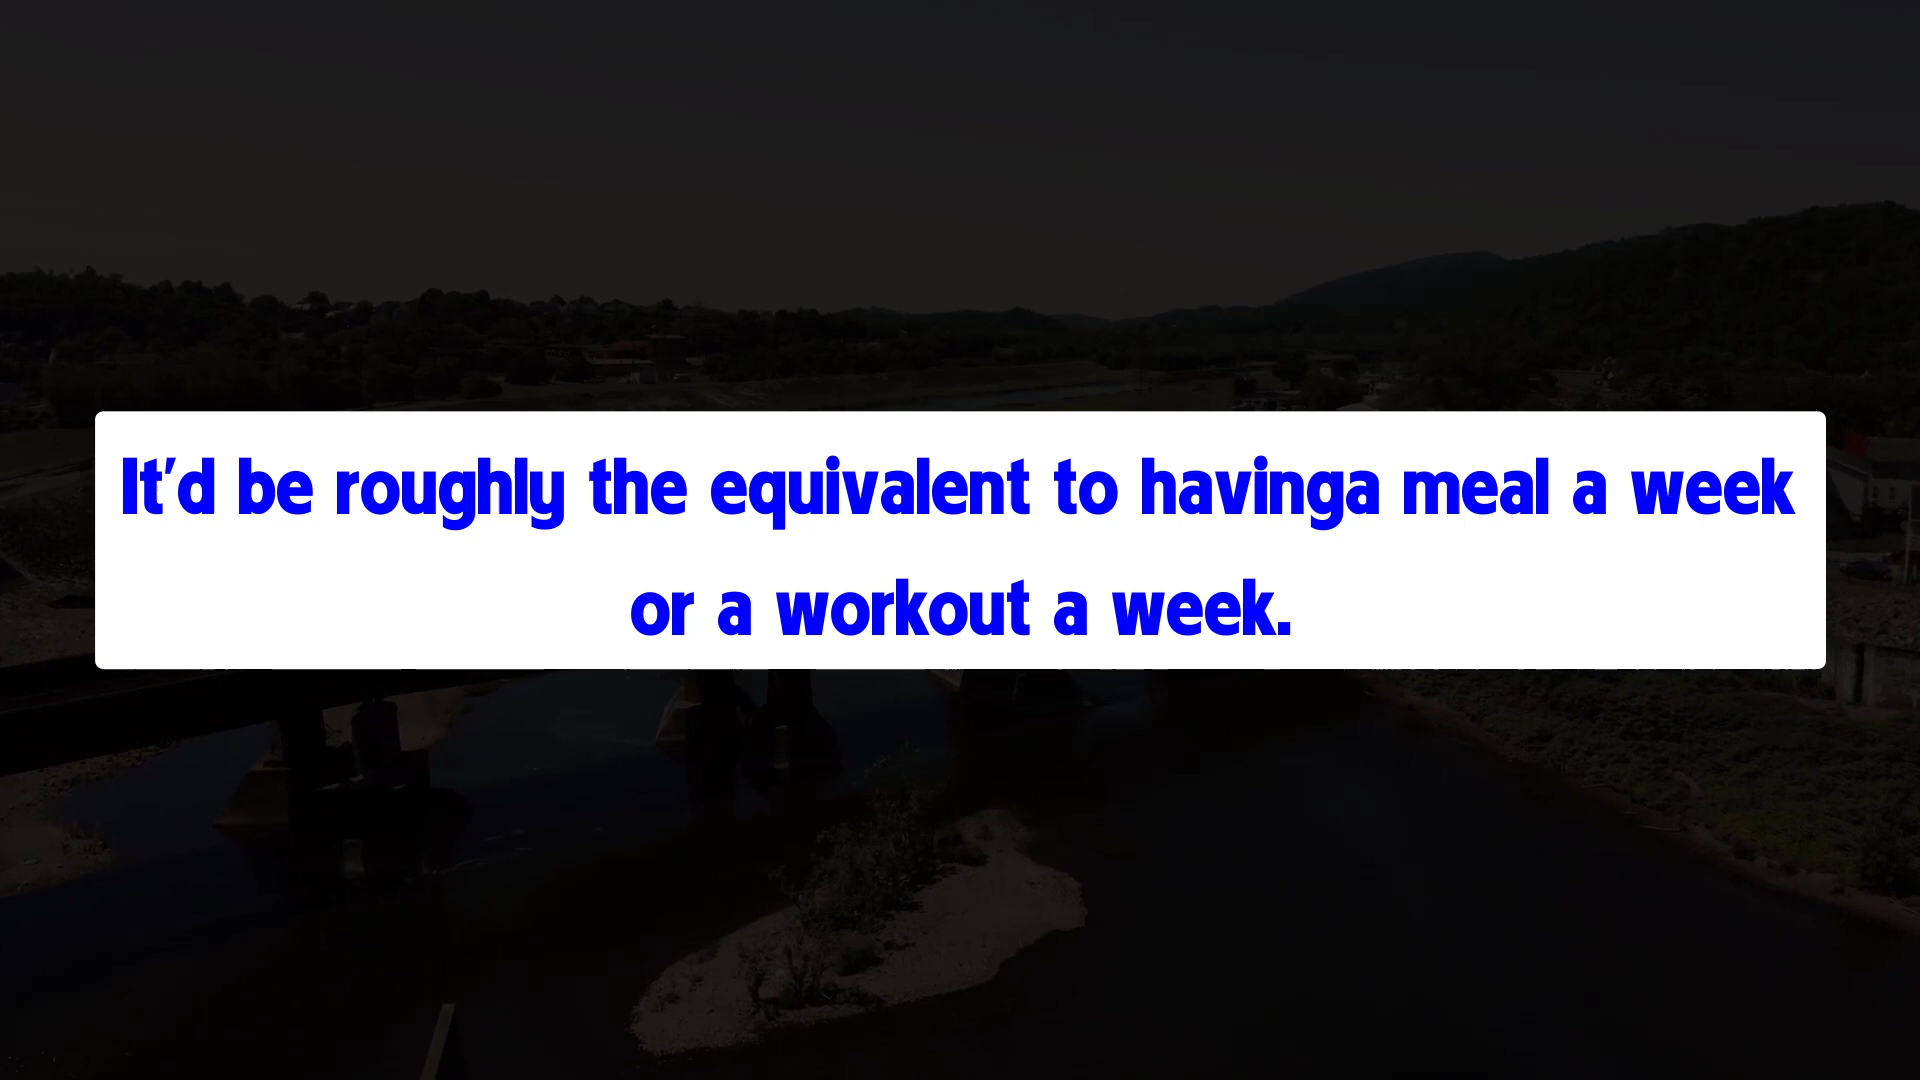 It'd be roughly the equivalent to havinga meal a week
or a workout a week.